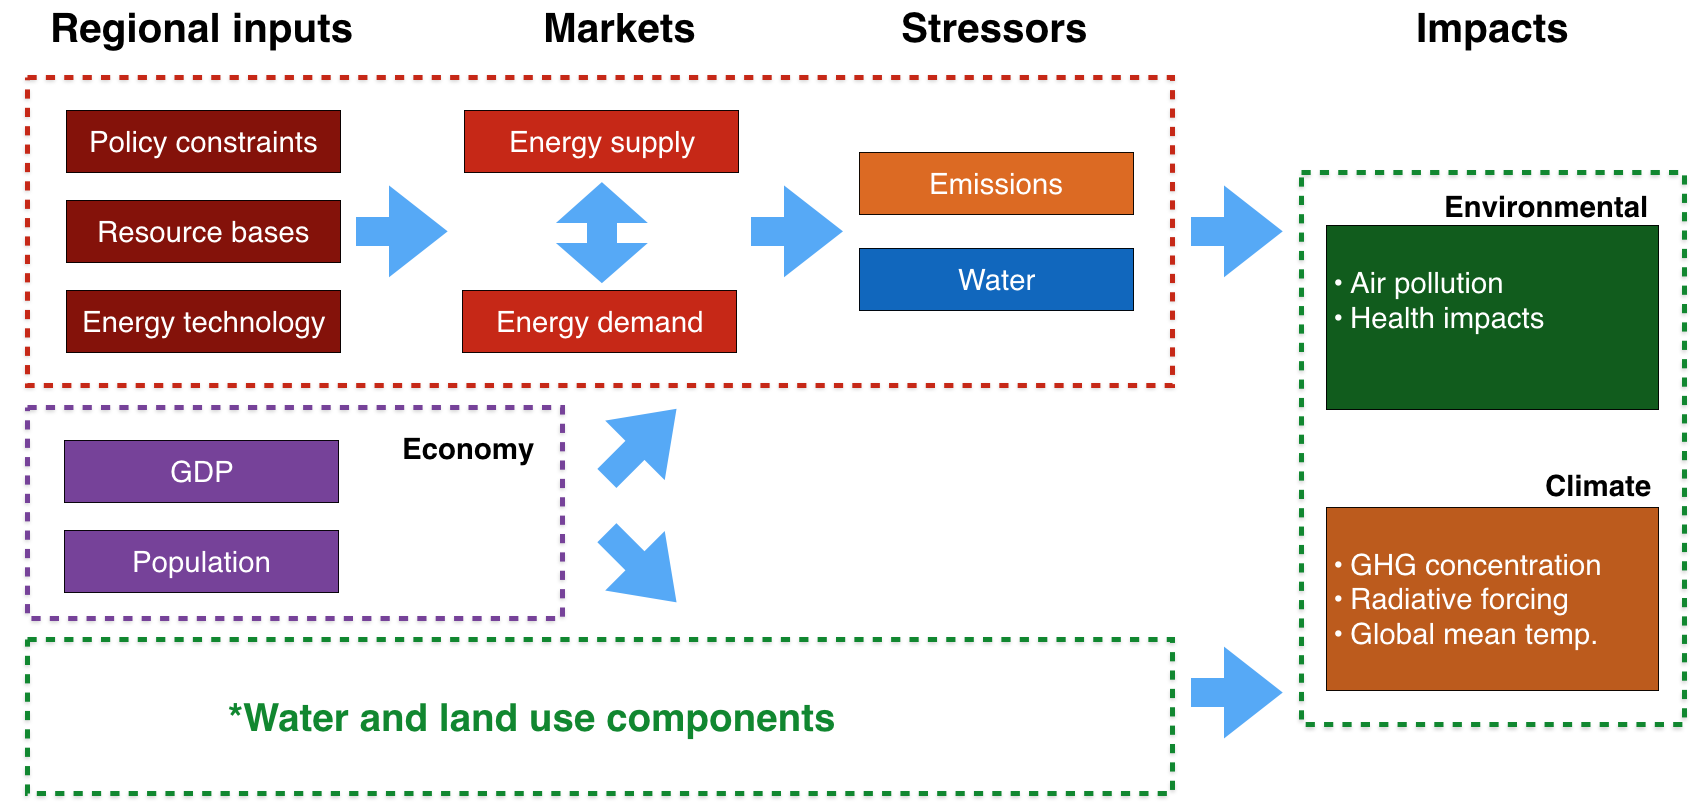 Regional inputs
Markets
Stressors
Impacts
Policy constraints
Resource bases
Energy technology
Energy supply
Energy demand
Emissions
Water
Environmental
• Air pollution
• Health impacts
Economy
GDP
Population
Climate
• GHG concentration
• Radiative forcing
• Global mean temp.
*Water and land use components